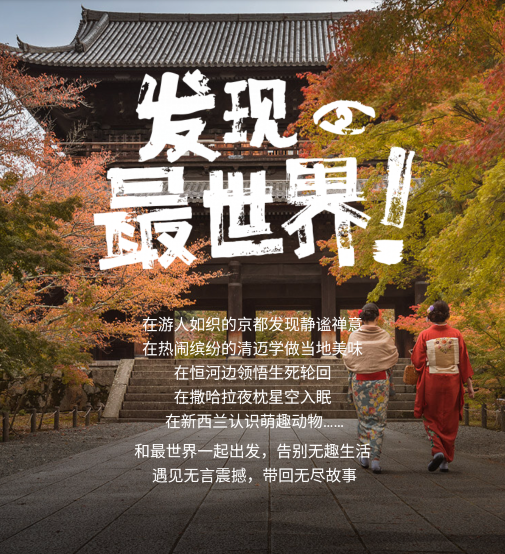 发现
最世界!
在游人如织的京都发现静谧禅意
在热闹缤纷的清迈学做当地美味
在恒河边领悟生死轮回
在撒哈拉夜枕星空入眠
在新西兰认识萌趣动物……
和最世界一起出发，告别无趣生活
遇见无言震撼，带回无尽故事